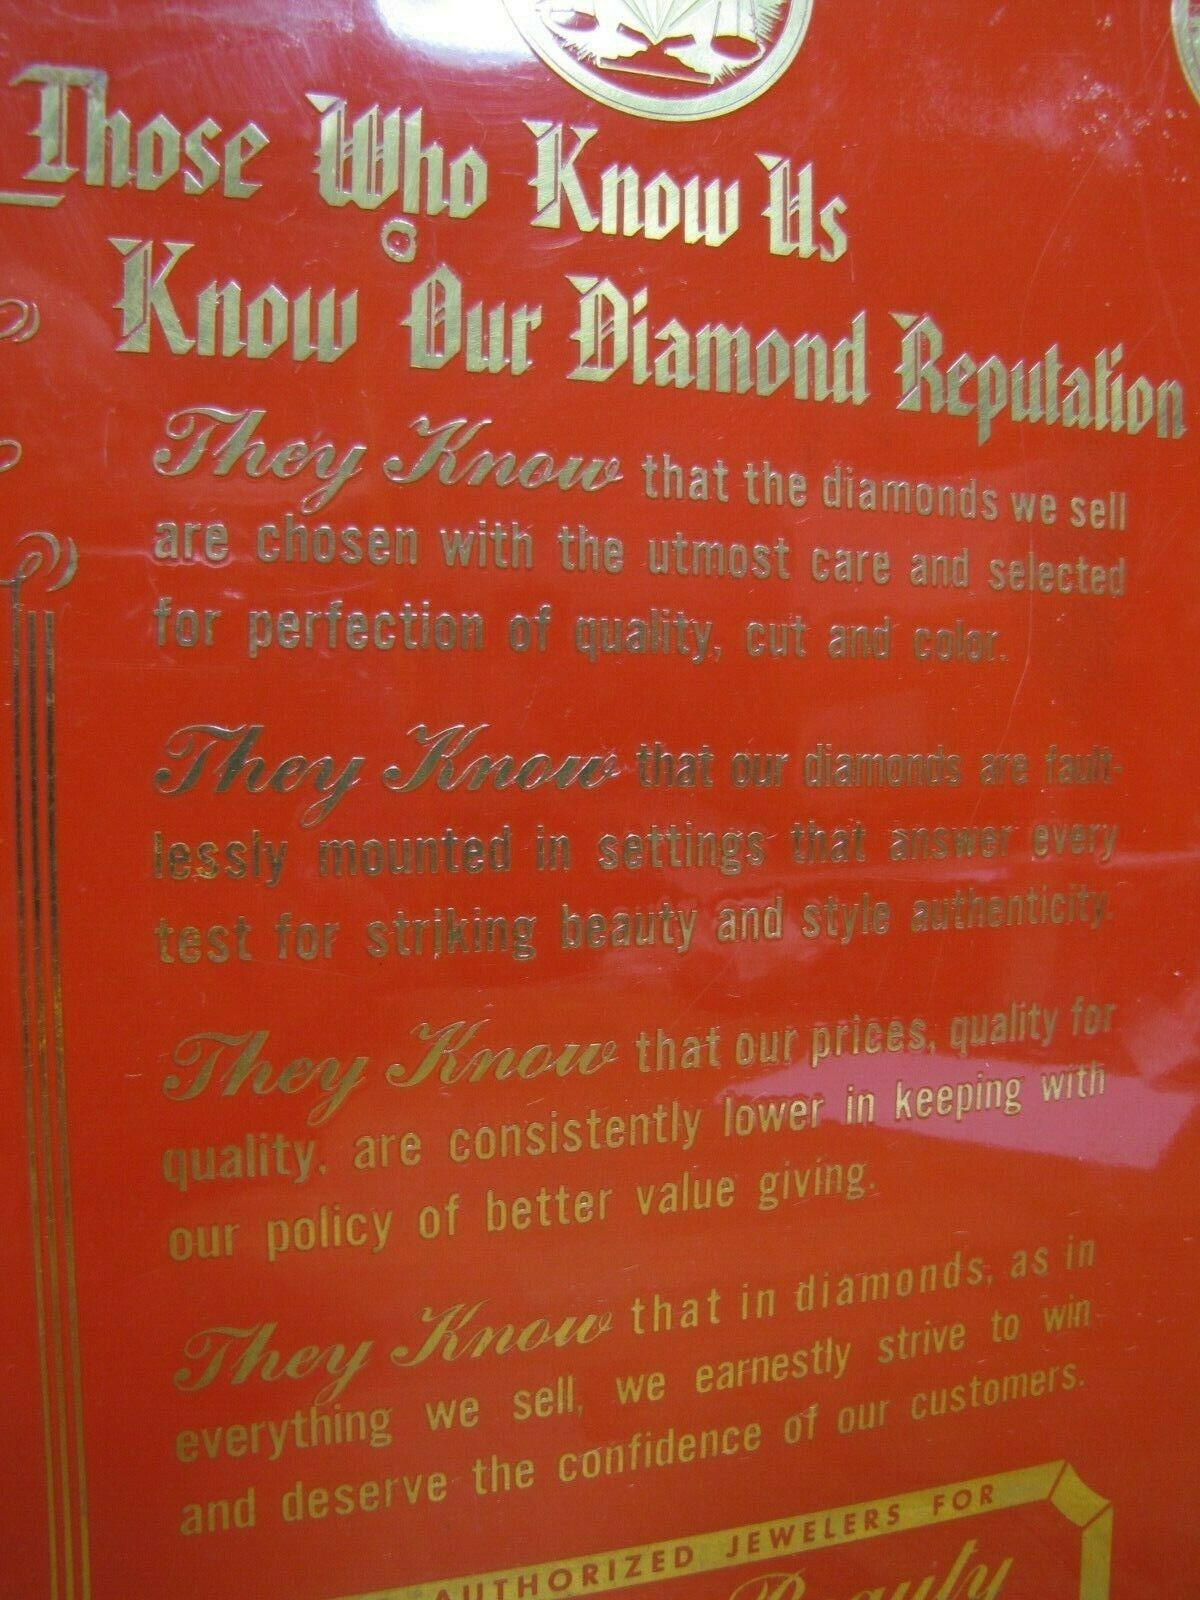 Those Who Know Us
Know Our Diamond Reputation
They Know that the diamonds we sell
are chosen with the utmost care and selected
for perfection of quality, cut and color.
They Know that our diamonds are fault-
lessly mounted in settings that answer every
test for striking beauty and style authenticity.
They Know that our prices, quality for
quality, are consistently lower in keeping with
our policy of better value giving.
They Know that in diamonds, as in
everything we sell, we earnestly strive to win
and deserve the confidence of our customers.
AUTHORIZED JEWELERS FOR
Beauty